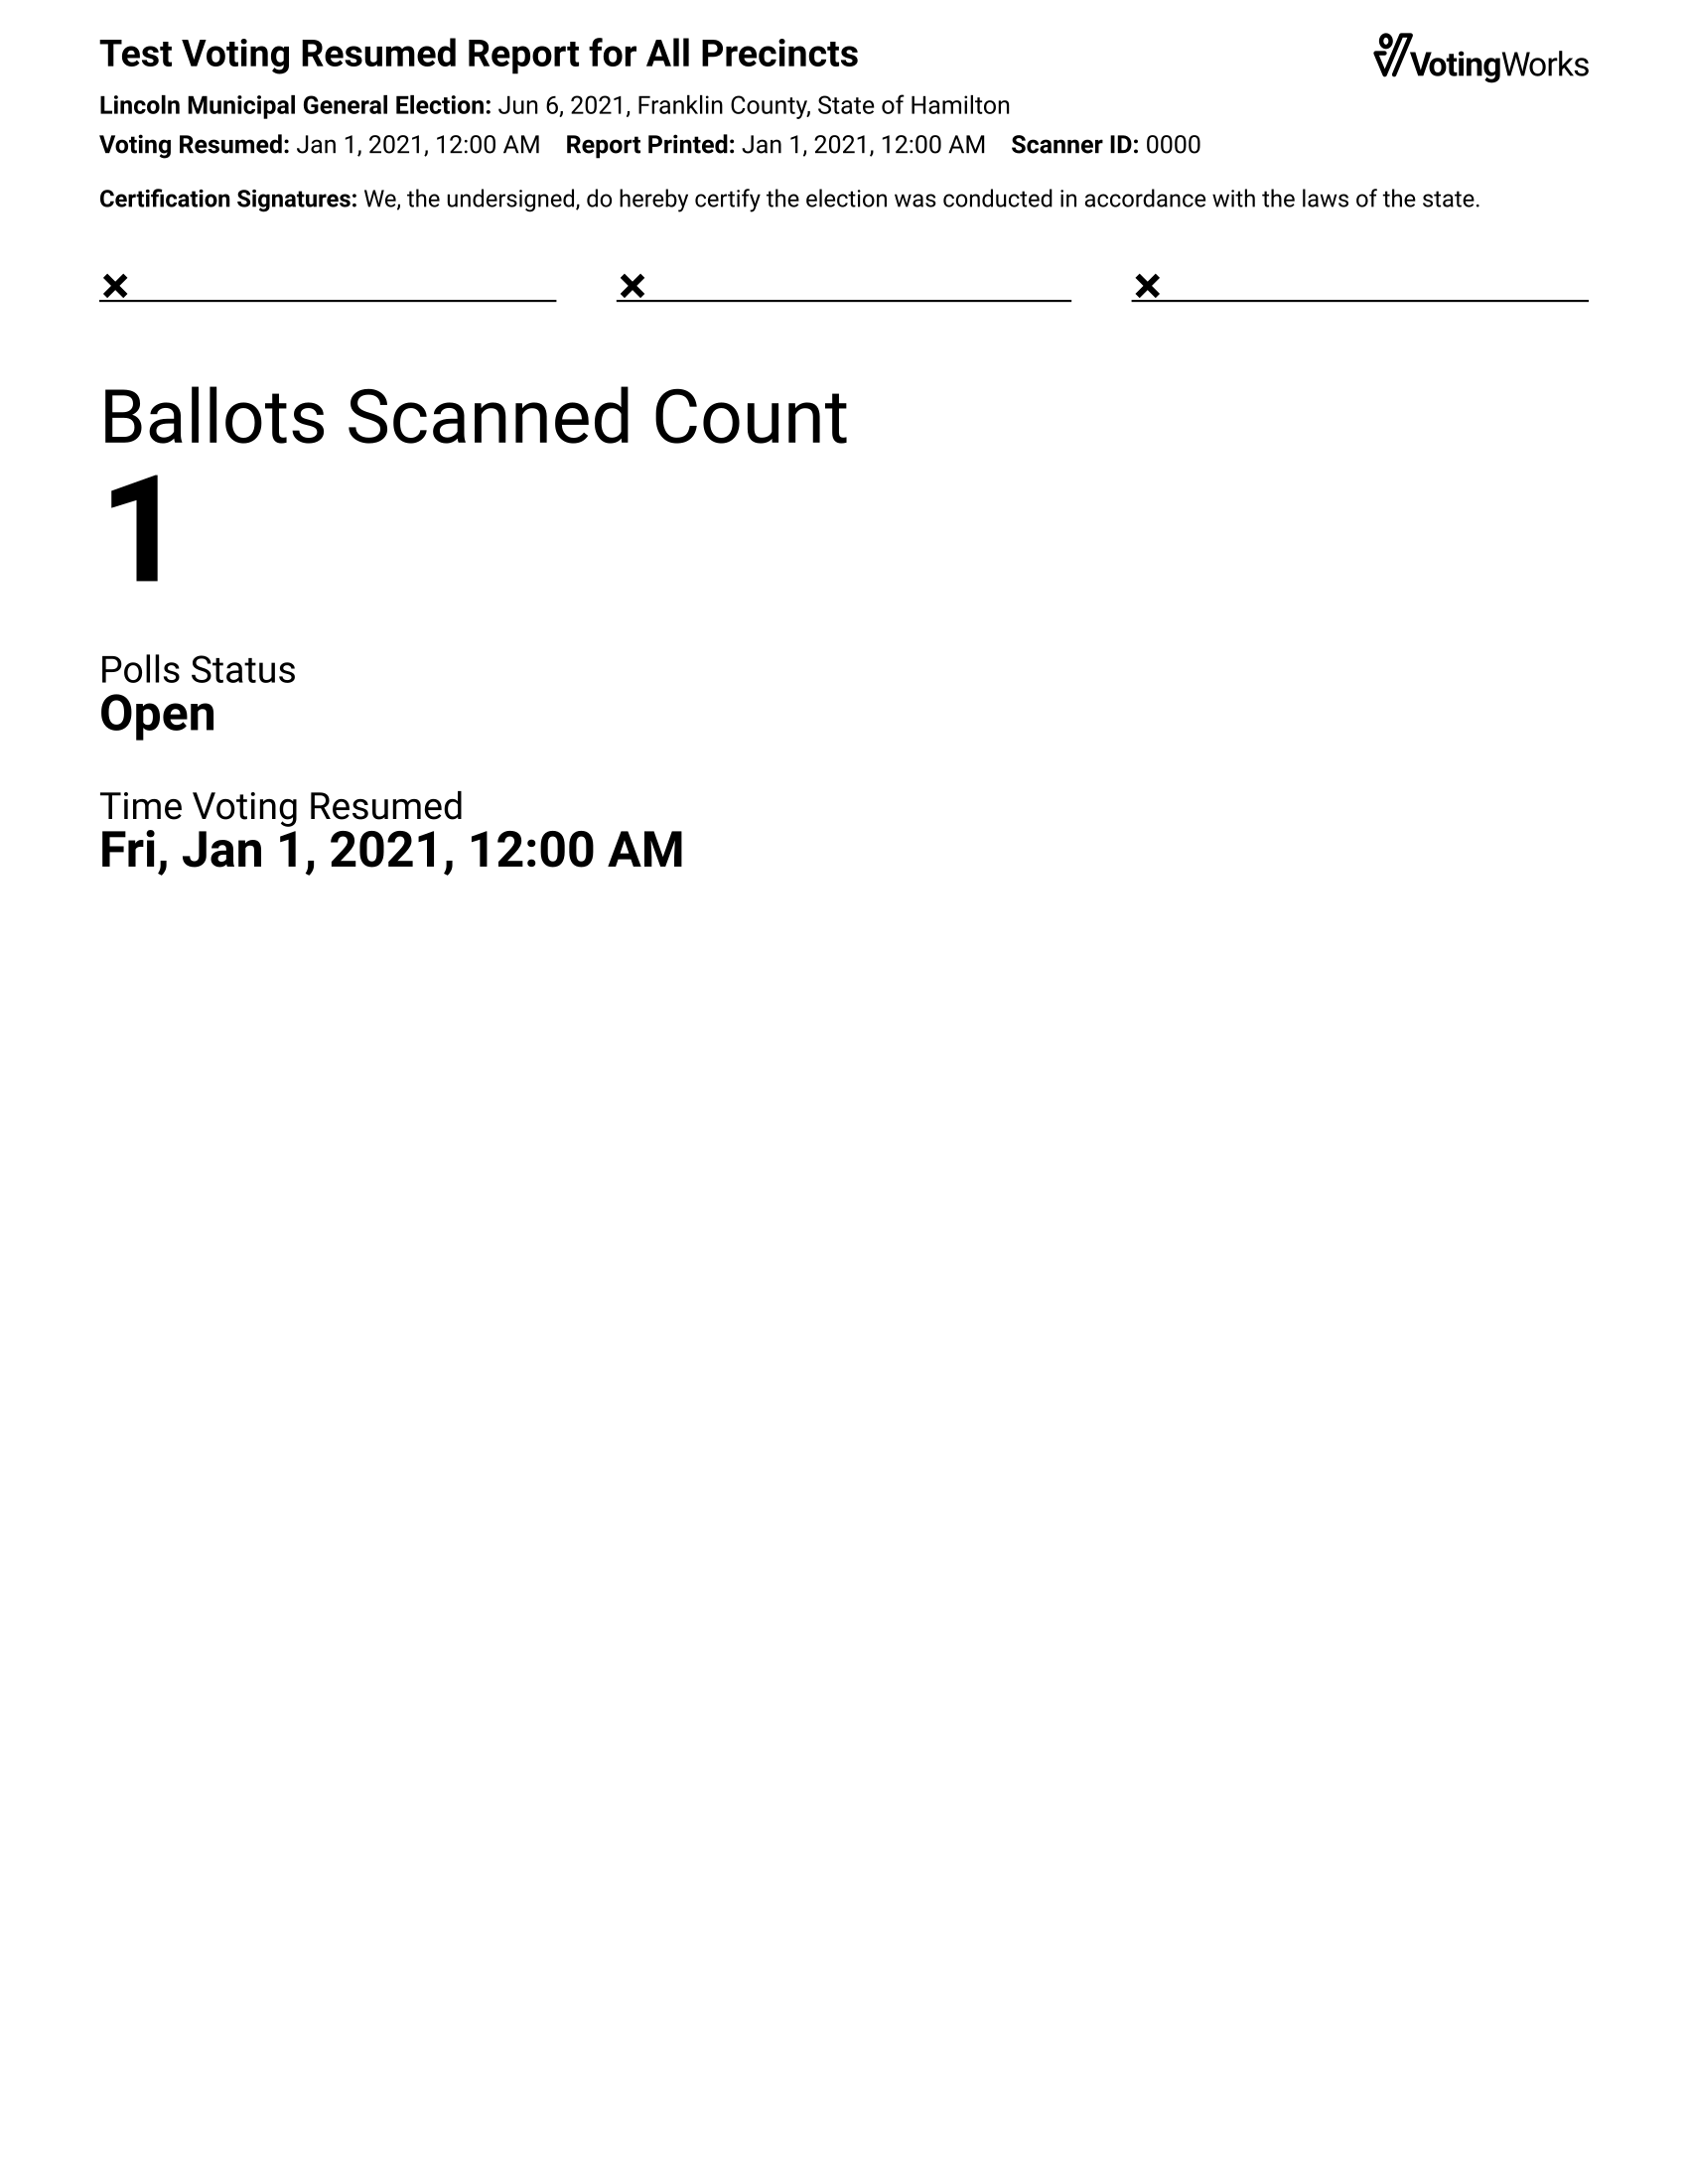 Test Voting Resumed Report for All Precincts
VotingWorks
Lincoln Municipal General Election: Jun 6, 2021, Franklin County, State of Hamilton
Voting Resumed: Jan 1, 2021, 12:00 AM Report Printed: Jan 1, 2021, 12:00 AM Scanner ID: 0000
Certification Signatures: We, the undersigned, do hereby certify the election was conducted in accordance with the laws of the state.
Ballots Scanned Count
1
Polls Status
Open
Time Voting Resumed
Fri, Jan 1, 2021, 12:00 AM